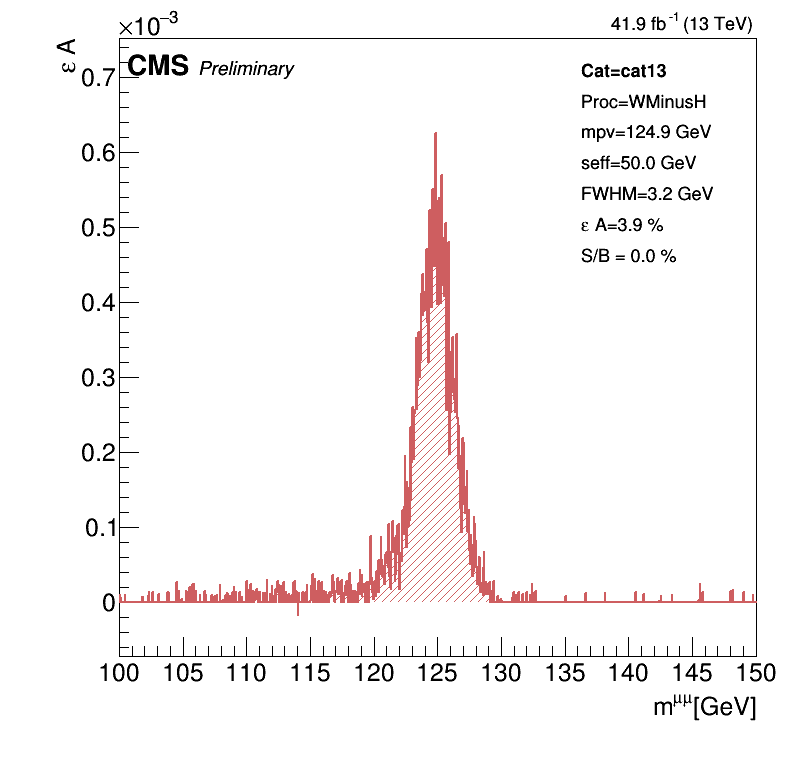 ×10⁻³
41.9 fb⁻¹ (13 TeV)
ε A
CMS Preliminary
Cat=cat13
Proc=WMinusH
mpv=124.9 GeV
seff=50.0 GeV
FWHM=3.2 GeV
ε A=3.9 %
S/B = 0.0 %
0.7
0.6
0.5
0.4
0.3
0.2
0.1
0
100 105 110 115 120 125 130 135 140 145 150
m^μμ[GeV]